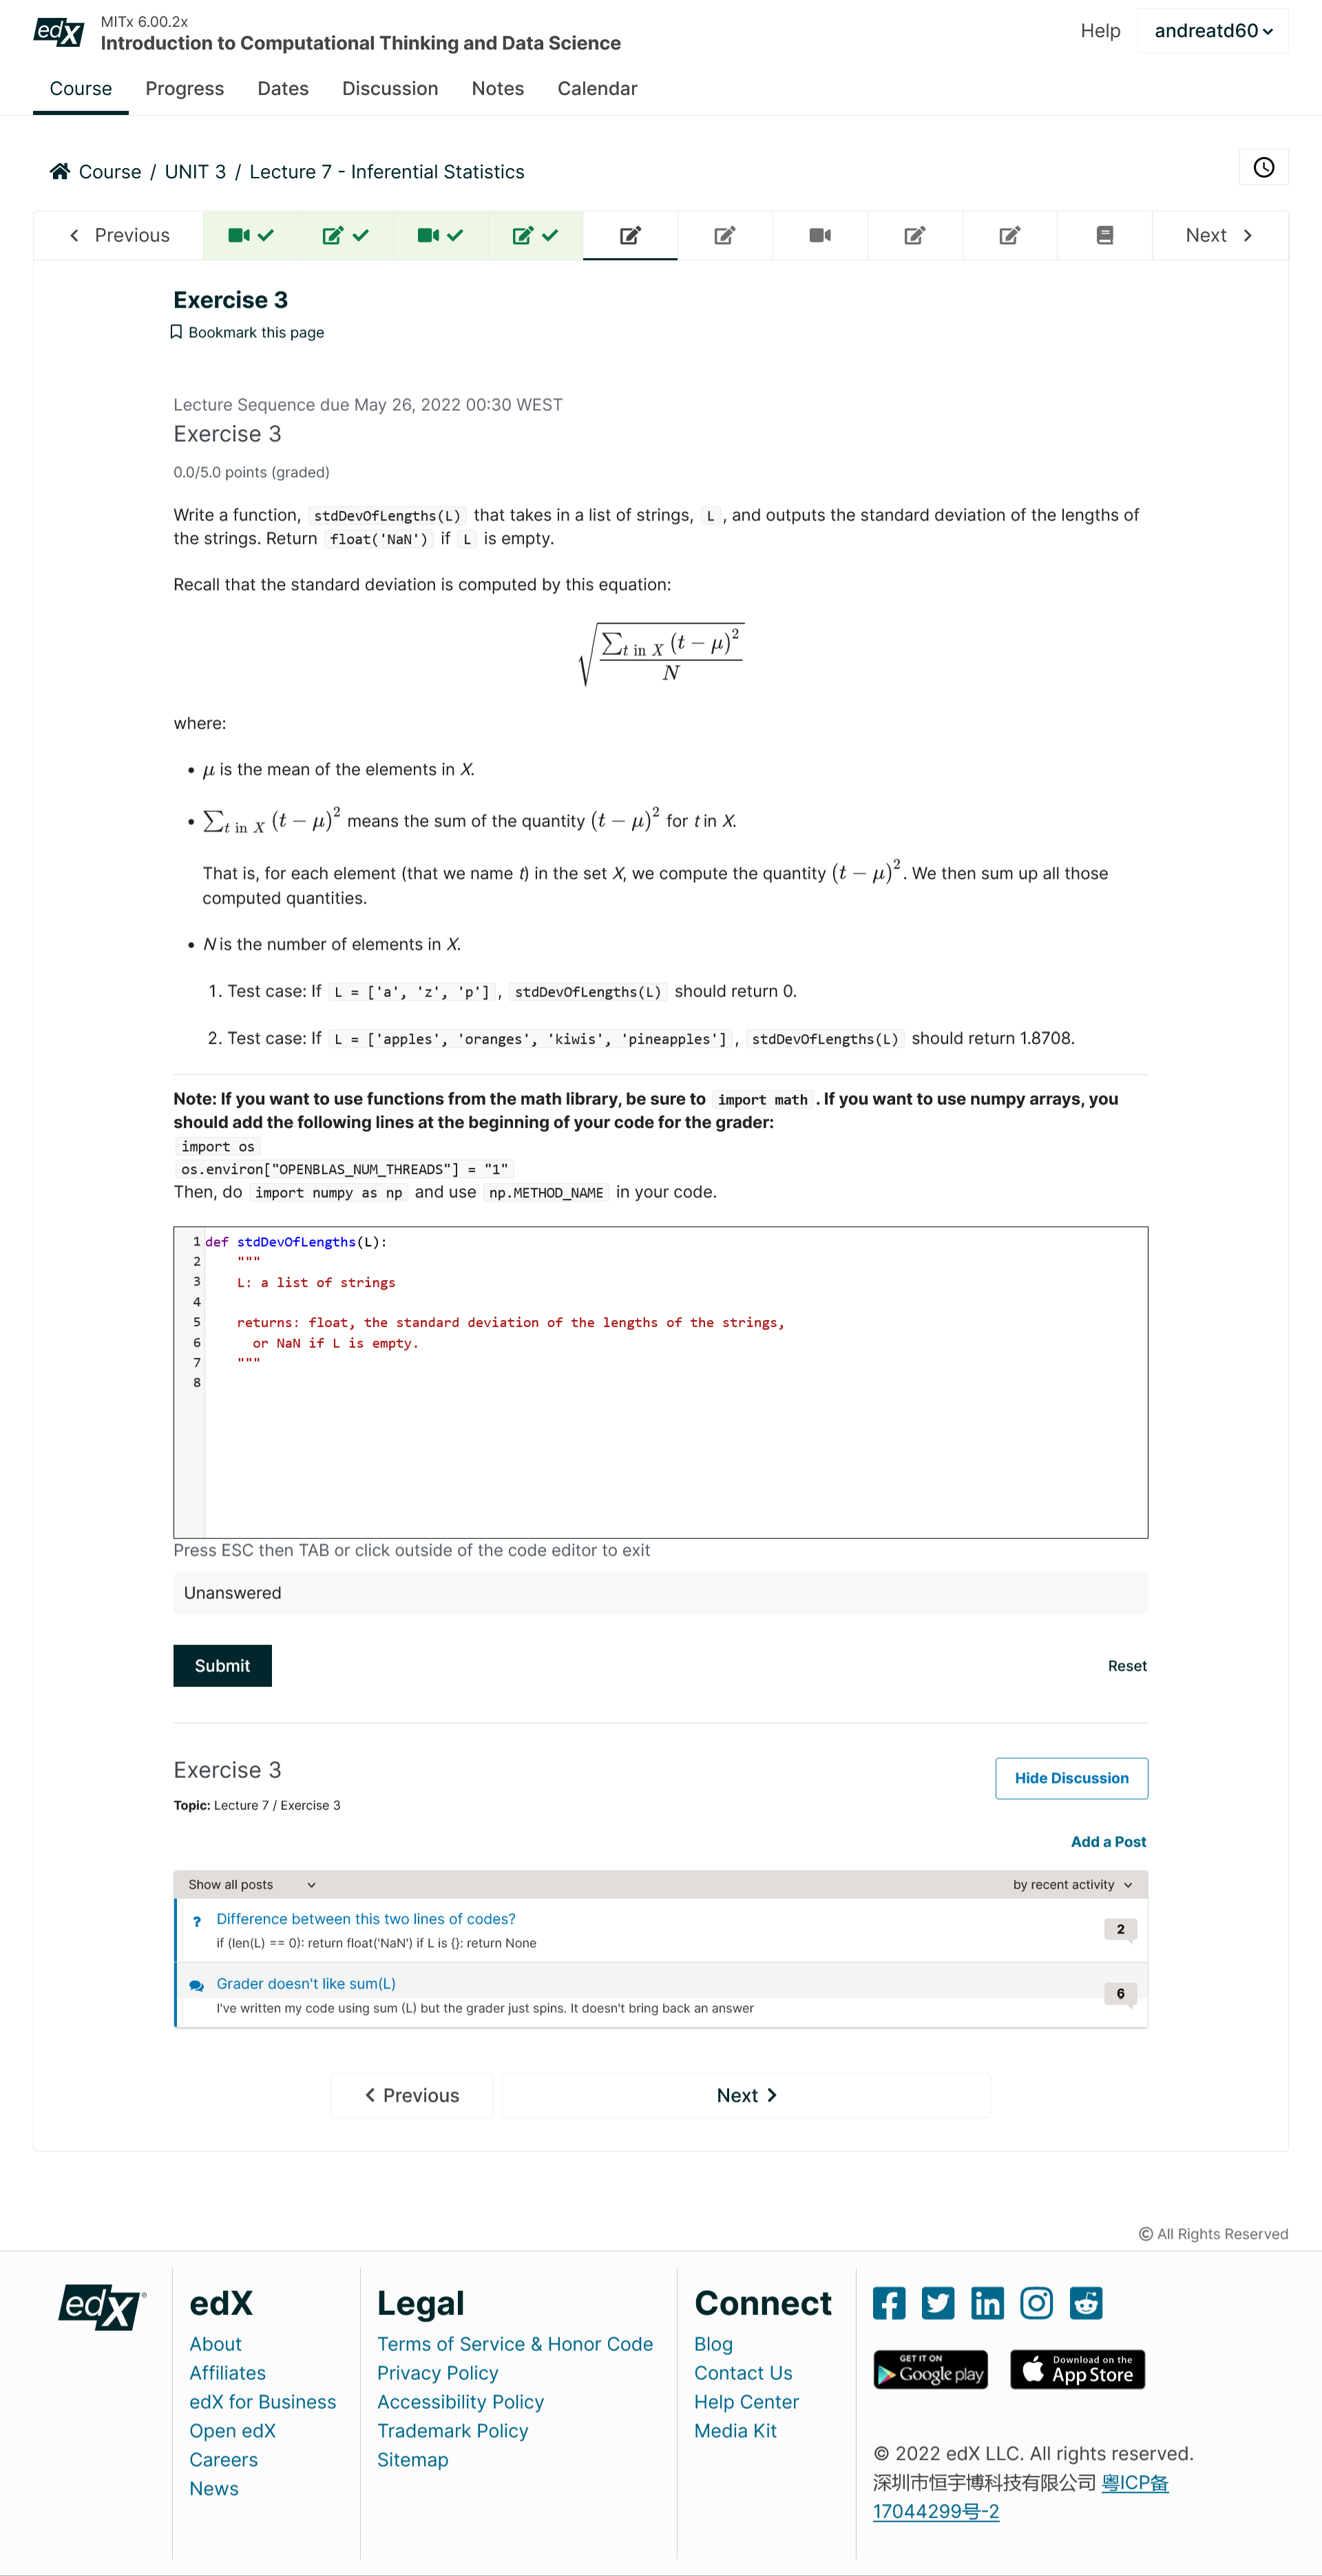 edX
MITx 6.00.2x
Introduction to Computational Thinking and Data Science
Help
andreatd60
Course Progress Dates Discussion Notes Calendar
Course / UNIT 3 / Lecture 7 - Inferential Statistics
Previous
Next
Exercise 3
Bookmark this page
Lecture Sequence due May 26, 2022 00:30 WEST
Exercise 3
0.0/5.0 points (graded)
Write a function, stdDevOfLengths(L) that takes in a list of strings, L , and outputs the standard deviation of the lengths of
the strings. Return float('NaN') if L is empty.
Recall that the standard deviation is computed by this equation:
√(∑t in X (t − μ)² / N)
where:
• μ is the mean of the elements in X.
• ∑t in X (t − μ)² means the sum of the quantity (t − μ)² for t in X.
That is, for each element (that we name t) in the set X, we compute the quantity (t − μ)². We then sum up all those
computed quantities.
• N is the number of elements in X.
1. Test case: If L = ['a', 'z', 'p'] , stdDevOfLengths(L) should return 0.
2. Test case: If L = ['apples', 'oranges', 'kiwis', 'pineapples'] , stdDevOfLengths(L) should return 1.8708.
Note: If you want to use functions from the math library, be sure to import math . If you want to use numpy arrays, you
should add the following lines at the beginning of your code for the grader:
import os
os.environ["OPENBLAS_NUM_THREADS"] = "1"
Then, do import numpy as np and use np.METHOD_NAME in your code.
1 def stdDevOfLengths(L):
2 """
3 L: a list of strings
4
5 returns: float, the standard deviation of the lengths of the strings,
6 or NaN if L is empty.
7 """
8
Press ESC then TAB or click outside of the code editor to exit
Unanswered
Submit
Reset
Exercise 3
Hide Discussion
Topic: Lecture 7 / Exercise 3
Add a Post
Show all posts
by recent activity
? Difference between this two lines of codes?
2
if (len(L) == 0): return float('NaN') if L is {}: return None
Grader doesn't like sum(L)
6
I've written my code using sum (L) but the grader just spins. It doesn't bring back an answer
Previous
Next
© All Rights Reserved
edX®
edX
About
Affiliates
edX for Business
Open edX
Careers
News
Legal
Terms of Service & Honor Code
Privacy Policy
Accessibility Policy
Trademark Policy
Sitemap
Connect
Blog
Contact Us
Help Center
Media Kit
GET IT ON
Google play
Download on the
App Store
© 2022 edX LLC. All rights reserved.
深圳市恒宇博科技有限公司 粤ICP备
17044299号-2